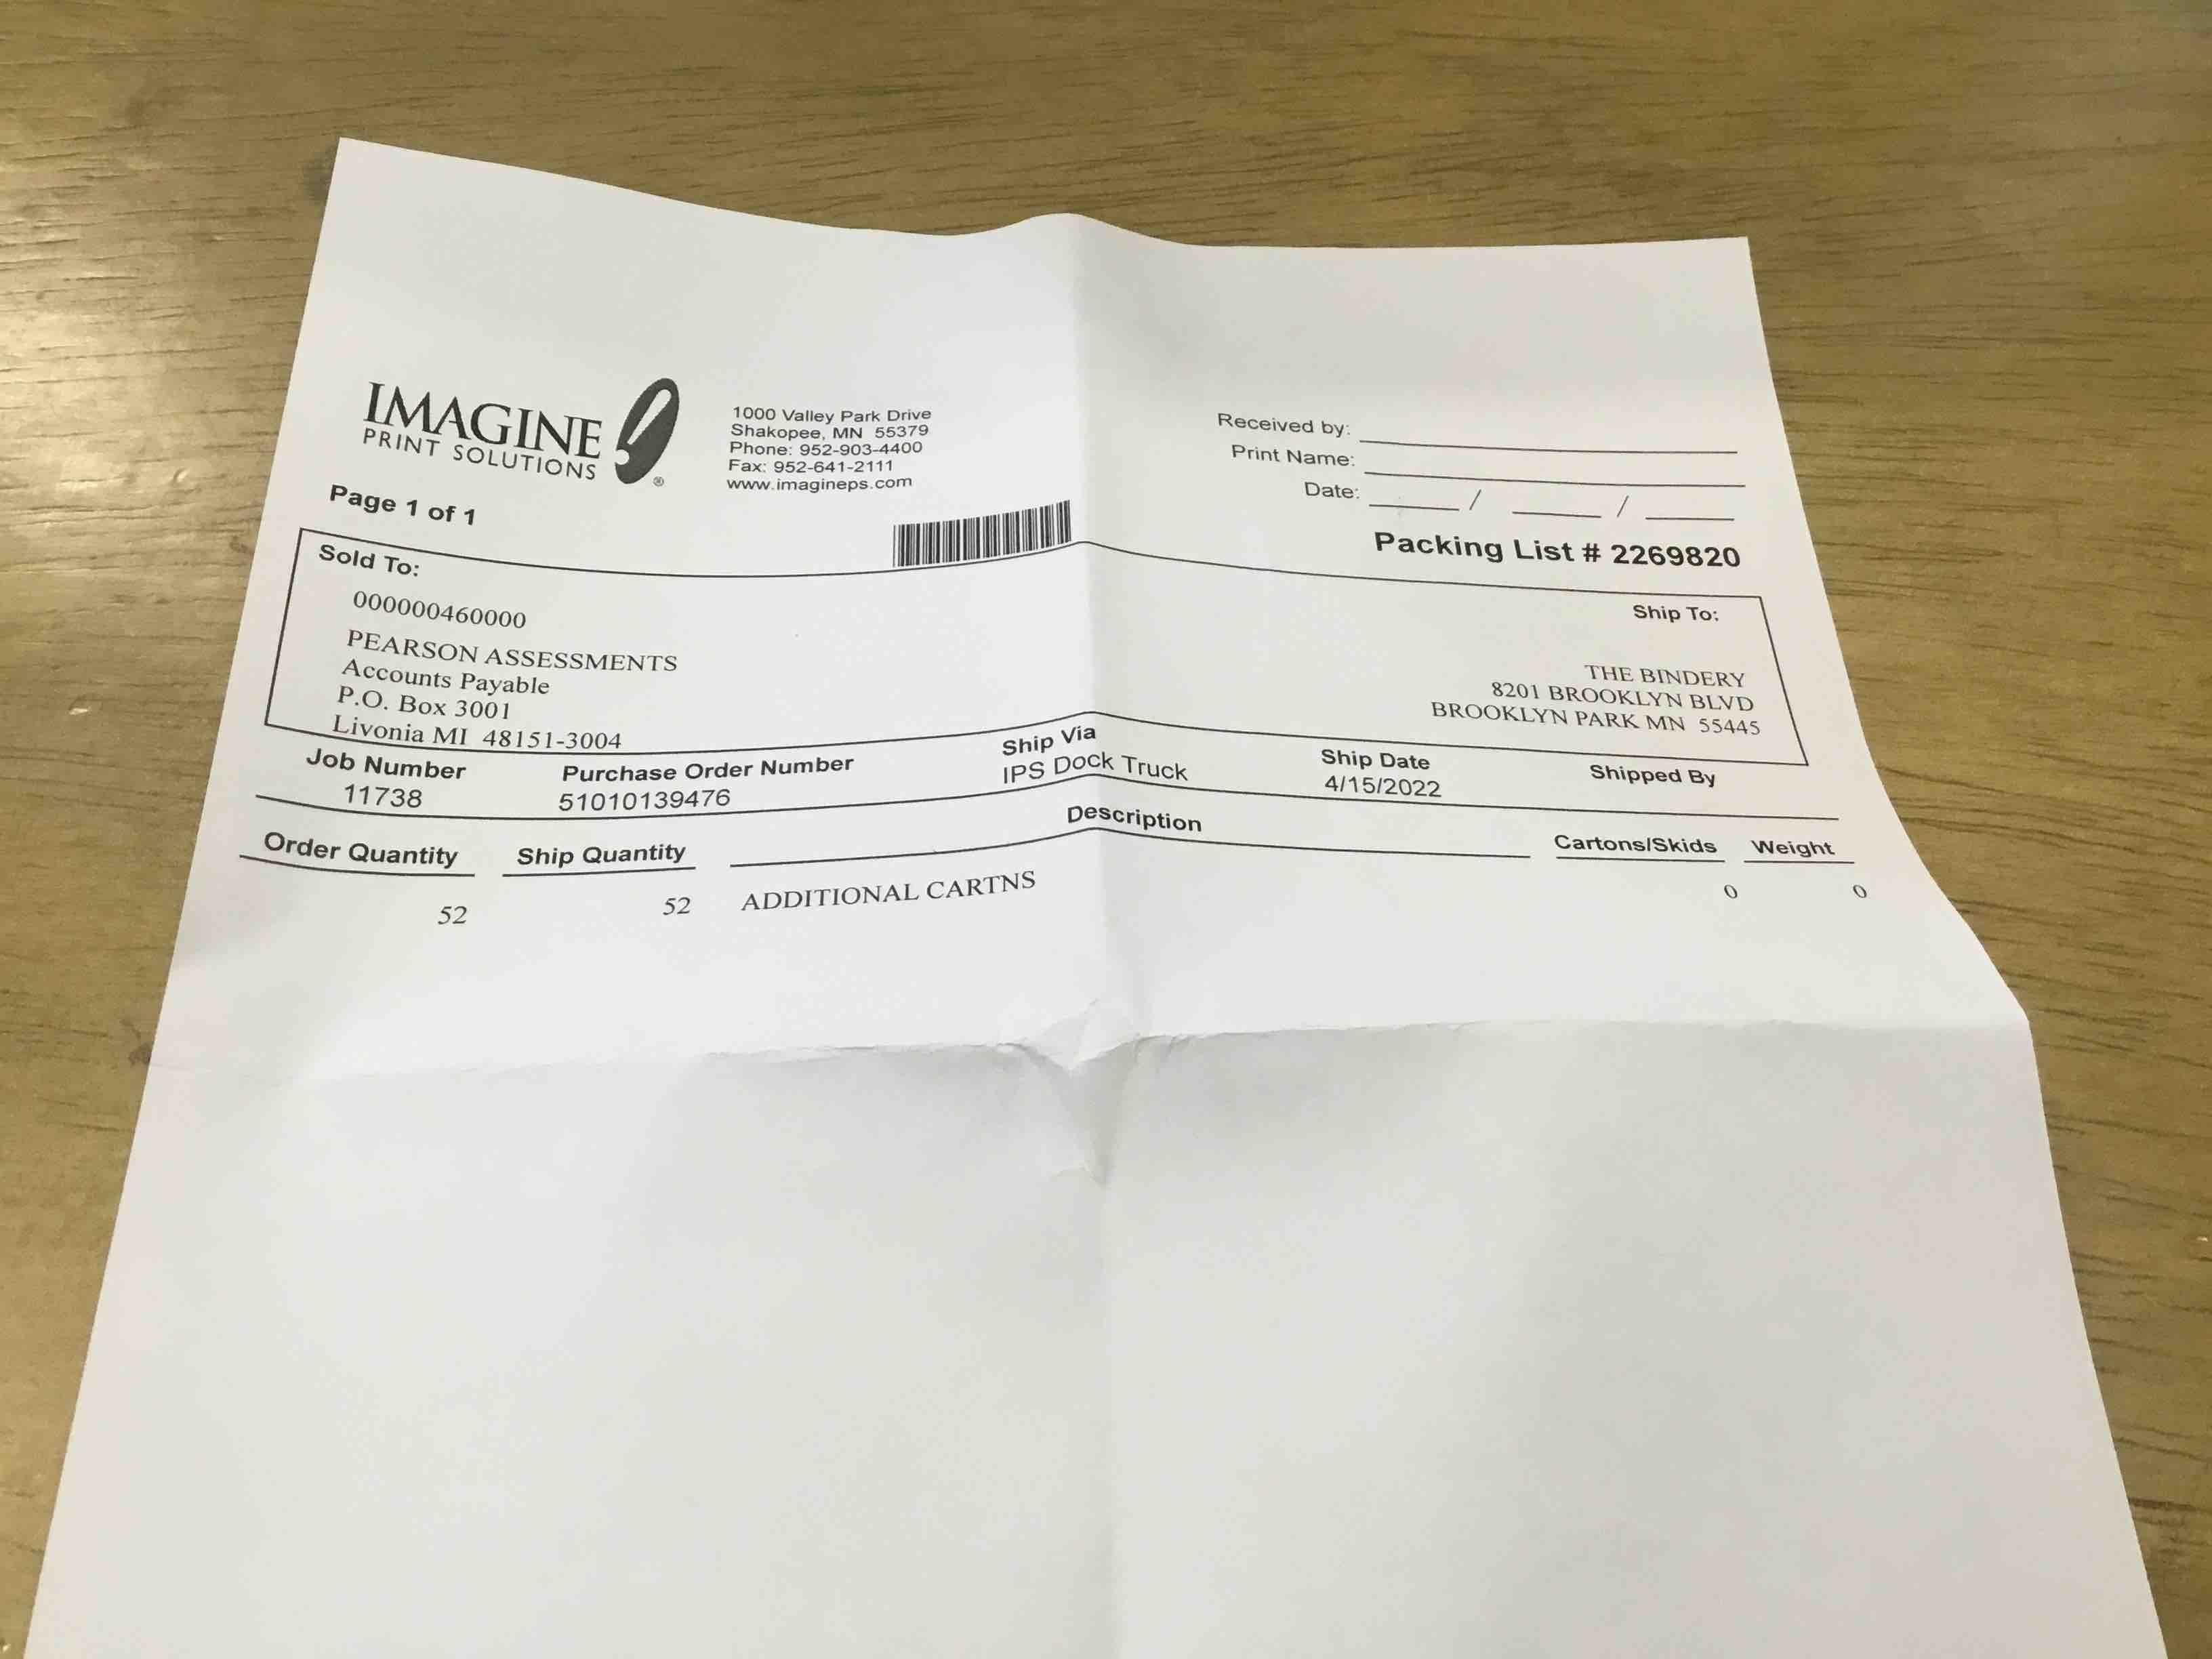 IMAGINE
PRINT SOLUTIONS
®
1000 Valley Park Drive
Shakopee, MN 55379
Phone: 952-903-4400
Fax: 952-641-2111
www.imagineps.com
Received by:
Print Name:
Date: / /
Page 1 of 1
Packing List # 2269820
Sold To:
000000460000
PEARSON ASSESSMENTS
Accounts Payable
P.O. Box 3001
Livonia MI 48151-3004
Ship To:
THE BINDERY
8201 BROOKLYN BLVD
BROOKLYN PARK MN 55445
Job Number Purchase Order Number Ship Via Ship Date Shipped By
11738 51010139476 IPS Dock Truck 4/15/2022
Order Quantity Ship Quantity Description Cartons/Skids Weight
52 52 ADDITIONAL CARTNS 0 0